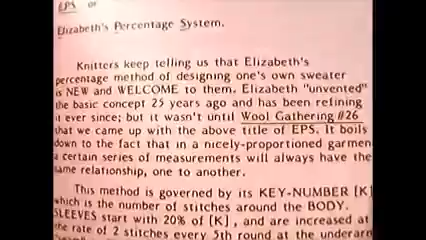 EPS or
Elizabeth's Percentage System.
Knitters keep telling us that Elizabeth's
percentage method of designing one's own sweater
is NEW and WELCOME to them. Elizabeth "unvented"
the basic concept 25 years ago and has been refining
it ever since; but it wasn't until Wool Gathering #26
that we came up with the above title of EPS. It boils
down to the fact that in a nicely-proportioned garmen
a certain series of measurements will always have the
same relationship, one to another.
This method is governed by its KEY-NUMBER [K]
which is the number of stitches around the BODY.
SLEEVES start with 20% of [K], and are increased at
the rate of 2 stitches every 5th round at the underarm